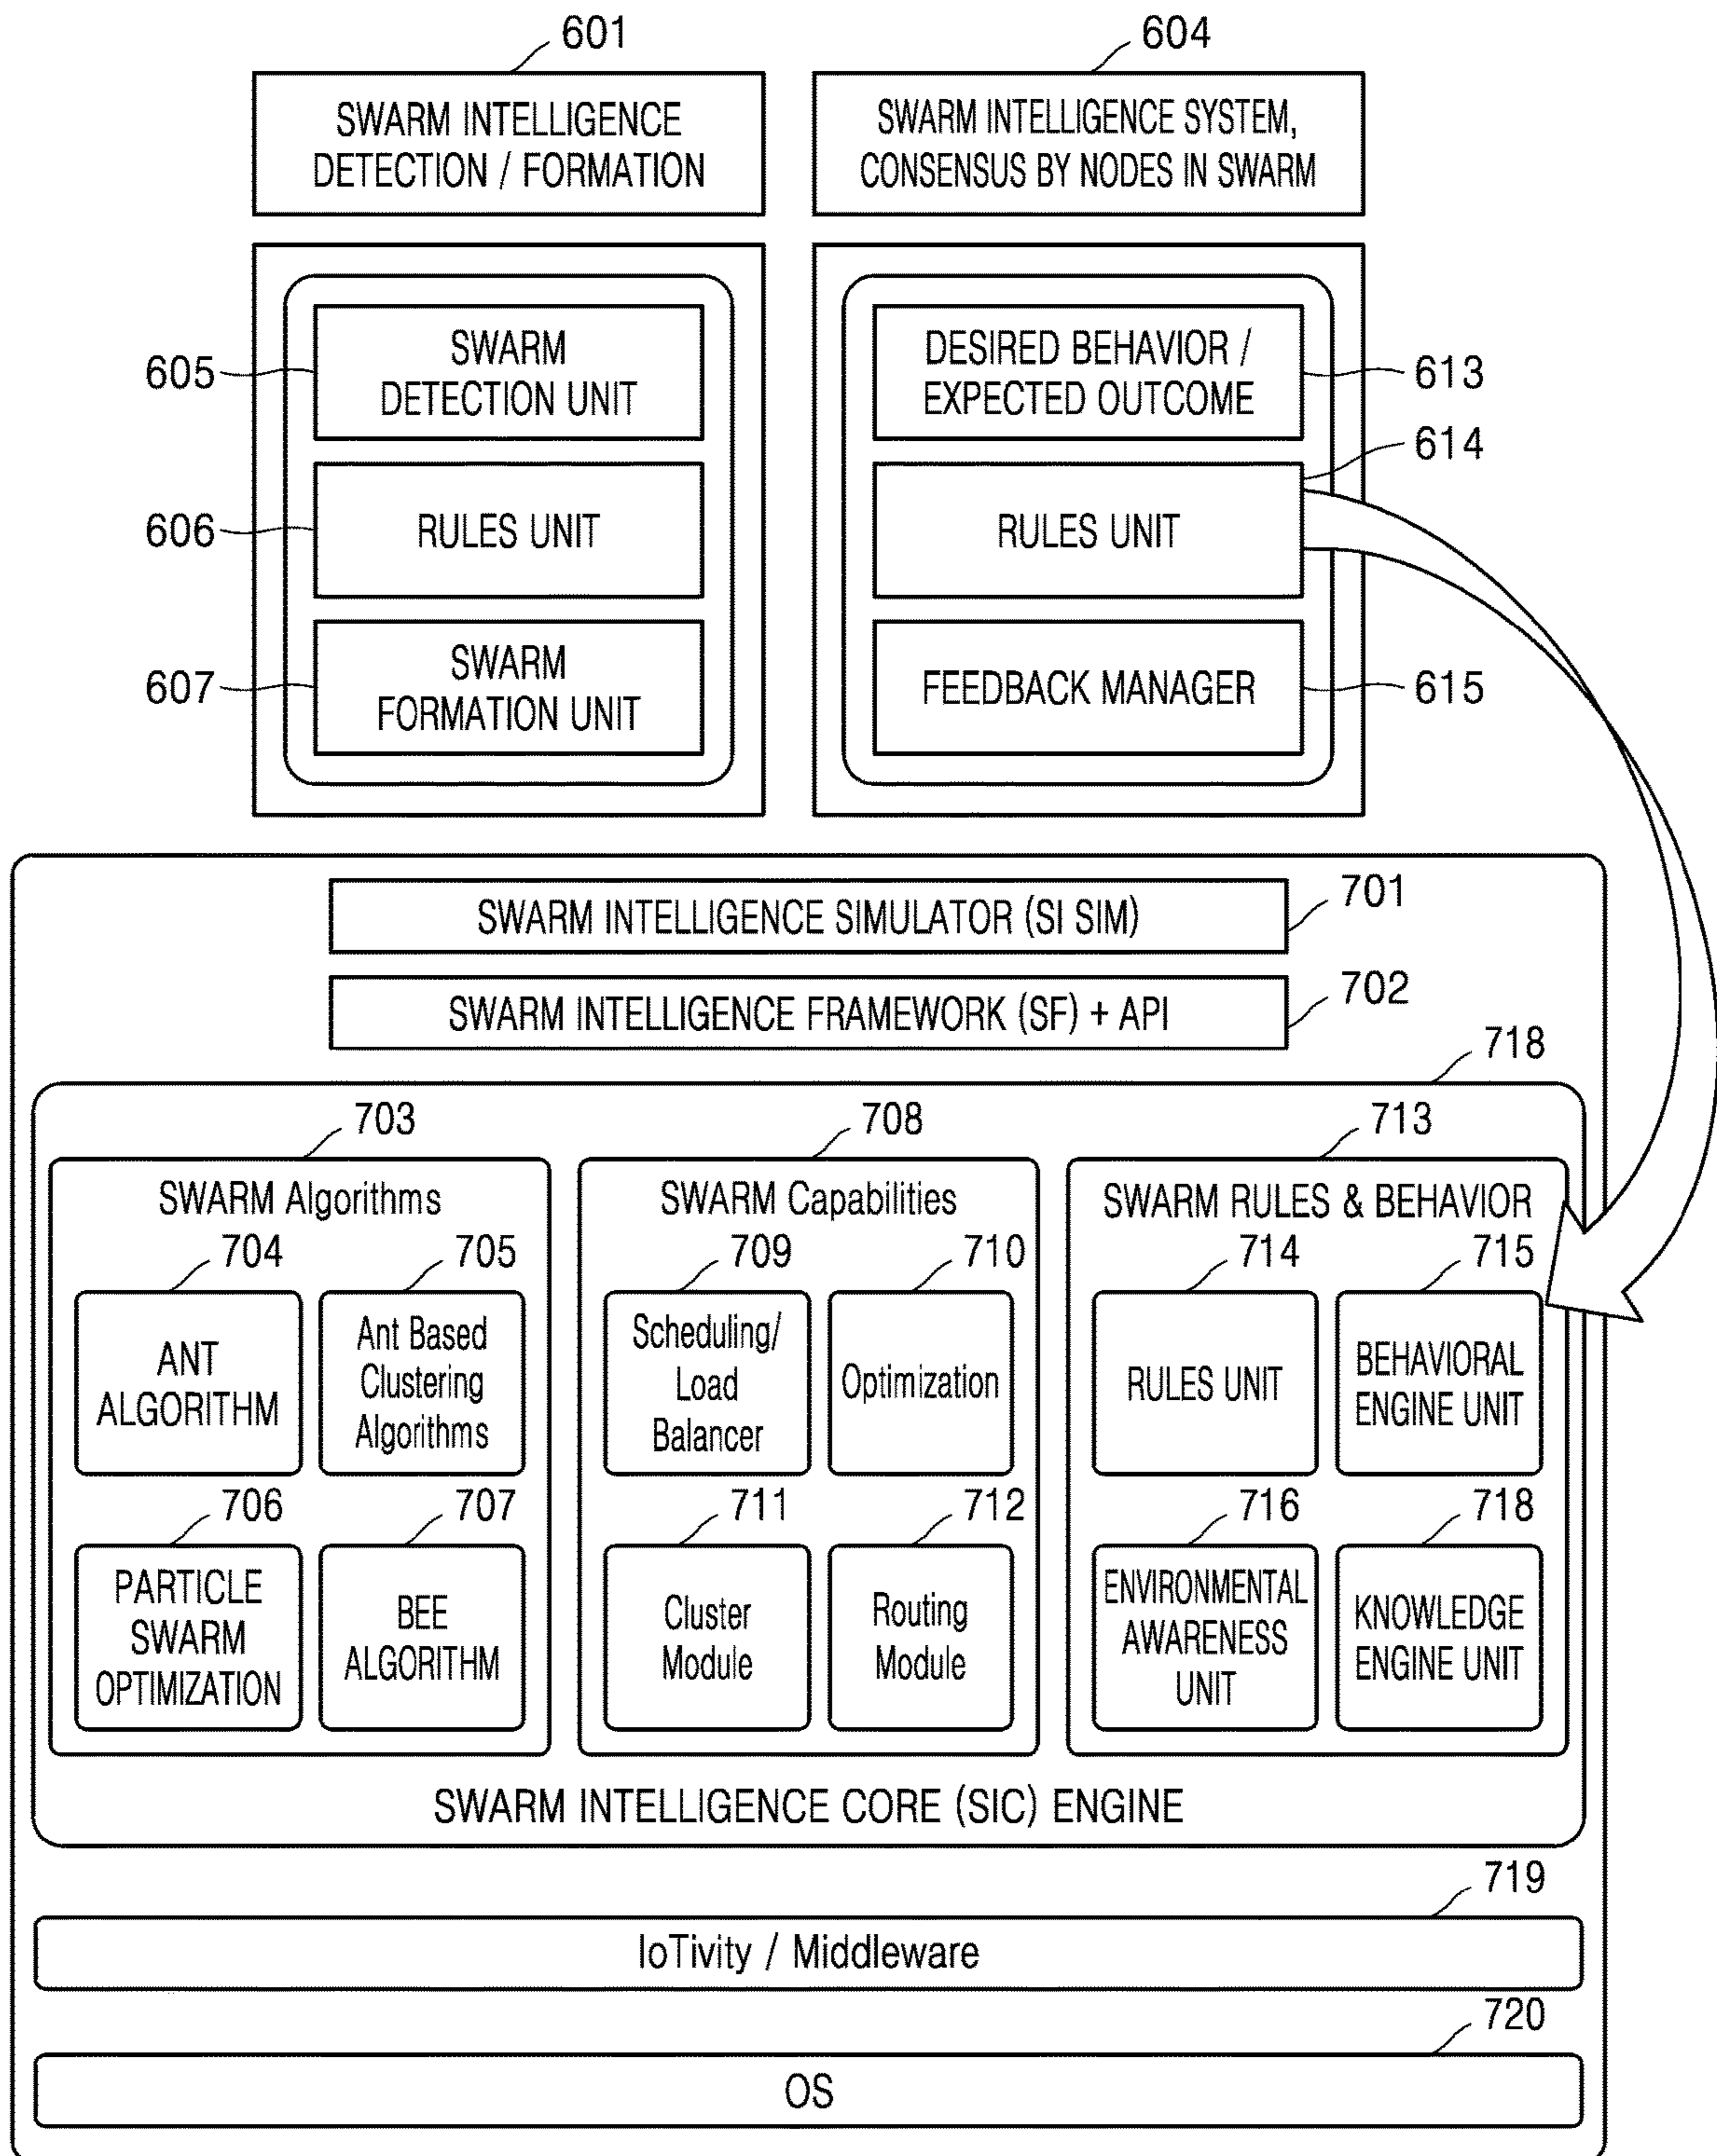 601
604
SWARM INTELLIGENCE
DETECTION / FORMATION
SWARM INTELLIGENCE SYSTEM,
CONSENSUS BY NODES IN SWARM
605
SWARM
DETECTION UNIT
606
RULES UNIT
607
SWARM
FORMATION UNIT
DESIRED BEHAVIOR /
EXPECTED OUTCOME
613
614
RULES UNIT
FEEDBACK MANAGER
615
SWARM INTELLIGENCE SIMULATOR (SI SIM)
701
SWARM INTELLIGENCE FRAMEWORK (SF) + API
702
718
703
SWARM Algorithms
704
705
ANT
ALGORITHM
Ant Based
Clustering
Algorithms
706
707
PARTICLE
SWARM
OPTIMIZATION
BEE
ALGORITHM
708
SWARM Capabilities
709
710
Scheduling/
Load
Balancer
Optimization
711
712
Cluster
Module
Routing
Module
713
SWARM RULES & BEHAVIOR
714
715
RULES UNIT
BEHAVIORAL
ENGINE UNIT
716
718
ENVIRONMENTAL
AWARENESS
UNIT
KNOWLEDGE
ENGINE UNIT
SWARM INTELLIGENCE CORE (SIC) ENGINE
719
IoTivity / Middleware
720
OS